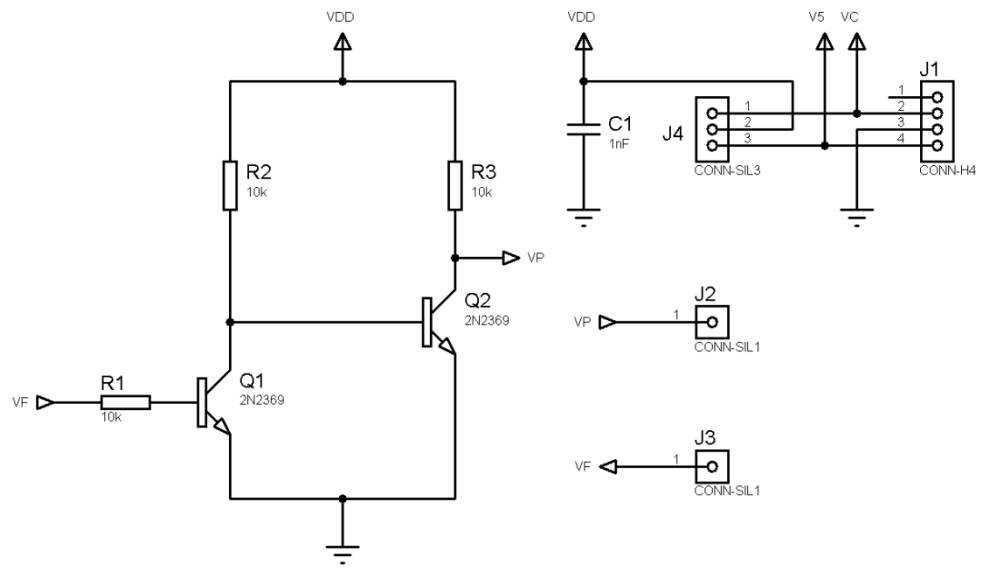 VDD
VDD
V5
VC
J1
1
2
3
4
CONN-H4
J4
1
2
3
CONN-SIL3
C1
1nF
R2
10k
R3
10k
VP
Q2
2N2369
J2
VP
1
CONN-SIL1
R1
VF
10k
Q1
2N2369
J3
VF
1
CONN-SIL1